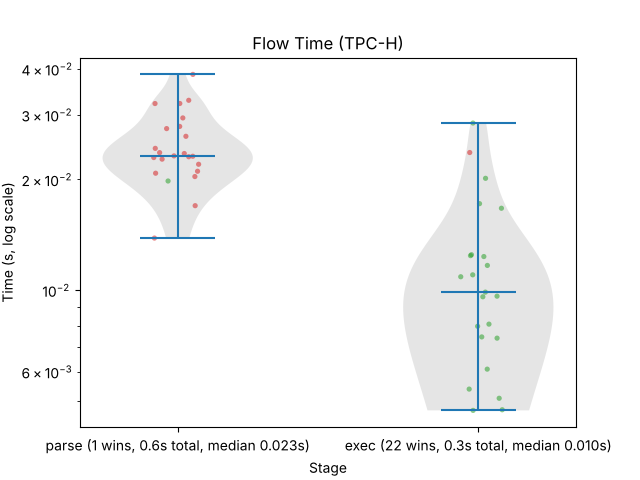 Flow Time (TPC-H)
4 × 10⁻²
3 × 10⁻²
2 × 10⁻²
10⁻²
6 × 10⁻³
Time (s, log scale)
parse (1 wins, 0.6s total, median 0.023s)
exec (22 wins, 0.3s total, median 0.010s)
Stage